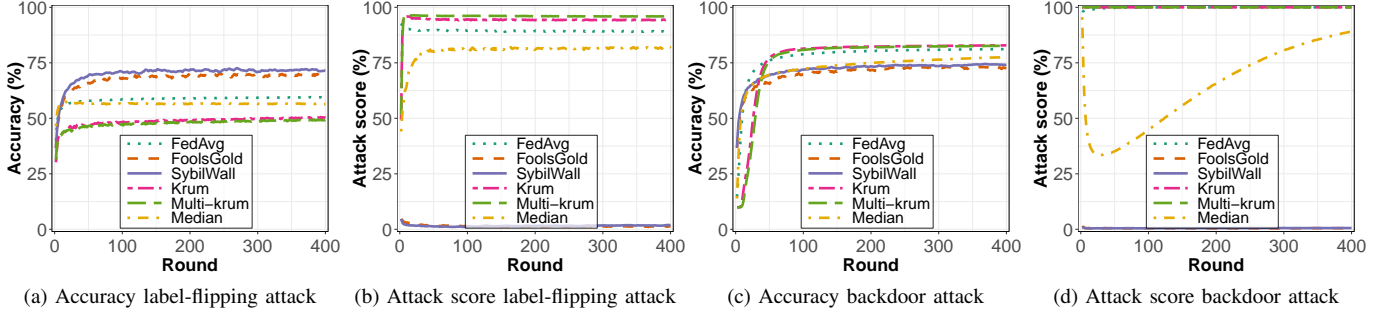 100
75
50
25
0
Accuracy (%)
FedAvg
FoolsGold
SybilWall
Krum
Multi−krum
Median
0 100 200 300 400
Round
(a) Accuracy label-flipping attack
100
75
50
25
0
Attack score (%)
FedAvg
FoolsGold
SybilWall
Krum
Multi−krum
Median
0 100 200 300 400
Round
(b) Attack score label-flipping attack
100
75
50
25
0
Accuracy (%)
FedAvg
FoolsGold
SybilWall
Krum
Multi−krum
Median
0 100 200 300 400
Round
(c) Accuracy backdoor attack
100
75
50
25
0
Attack score (%)
FedAvg
FoolsGold
SybilWall
Krum
Multi−krum
Median
0 100 200 300 400
Round
(d) Attack score backdoor attack